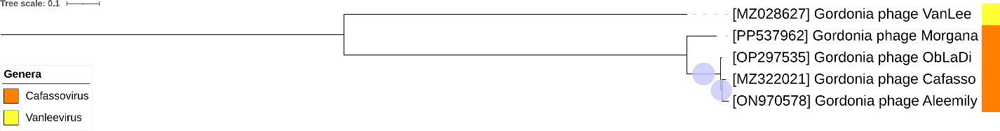 Tree scale: 0.1
[MZ028627] Gordonia phage VanLee
[PP537962] Gordonia phage Morgana
[OP297535] Gordonia phage ObLaDi
[MZ322021] Gordonia phage Cafasso
[ON970578] Gordonia phage Aleemily
Genera
Cafassovirus
Vanleevirus